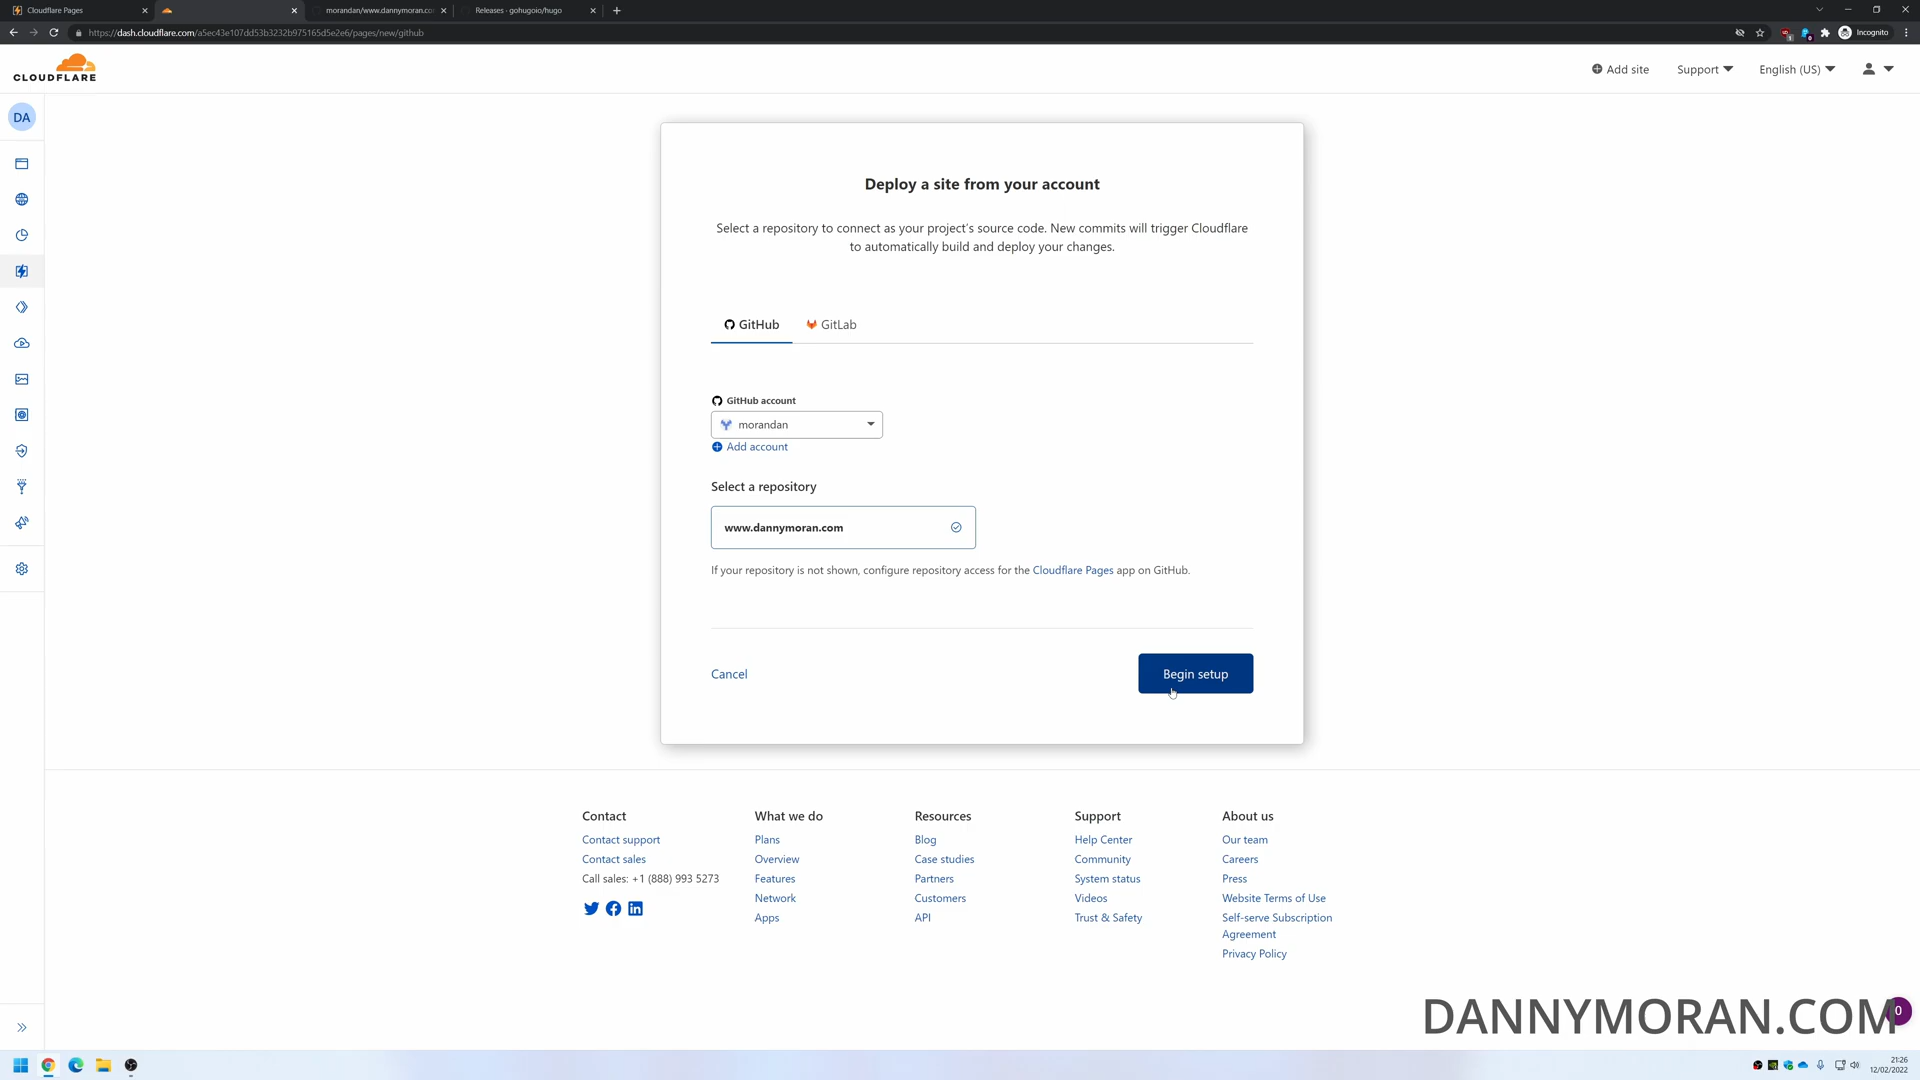 Cloudflare Pages
morandan/www.dannymoran.co
Releases · gohugoio/hugo
https://dash.cloudflare.com/a5ec43e107dd53b3232b975165d5e2e6/pages/new/github
Incognito
CLOUDFLARE
Add site
Support
English (US)
DA
Deploy a site from your account
Select a repository to connect as your project's source code. New commits will trigger Cloudflare
to automatically build and deploy your changes.
GitHub
GitLab
GitHub account
morandan
Add account
Select a repository
www.dannymoran.com
If your repository is not shown, configure repository access for the Cloudflare Pages app on GitHub.
Cancel
Begin setup
Contact
Contact support
Contact sales
Call sales: +1 (888) 993 5273
What we do
Plans
Overview
Features
Network
Apps
Resources
Blog
Case studies
Partners
Customers
API
Support
Help Center
Community
System status
Videos
Trust & Safety
About us
Our team
Careers
Press
Website Terms of Use
Self-serve Subscription
Agreement
Privacy Policy
DANNYMORAN.COM
0
21:26
12/02/2022